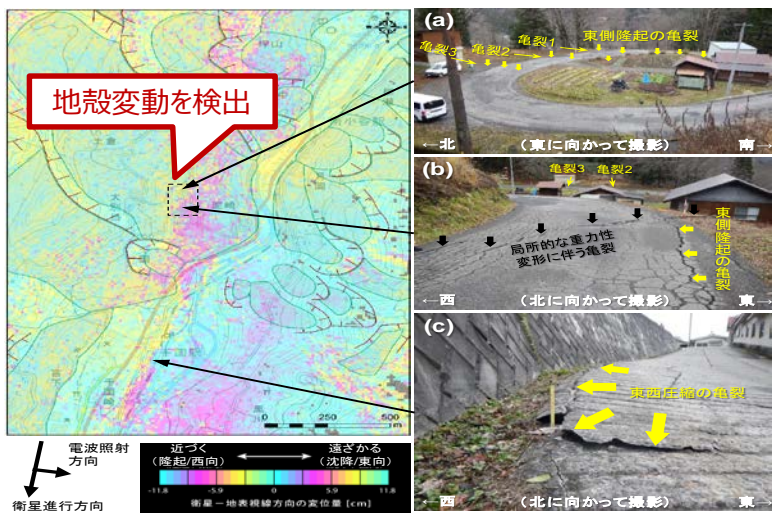 地殻変動を検出
0 250 500
m
電波照射
方向
衛星進行方向
近づく
(隆起/西向)
遠ざかる
(沈降/東向)
-11.8 -5.9 0 5.9 11.8
衛星－地表視線方向の変位量 [cm]
(a)
東側隆起の亀裂
亀裂1
亀裂2
亀裂3
←北 (東に向かって撮影) 南→
(b)
亀裂3 亀裂2
東側隆起の亀裂
局所的な重力性
変形に伴う亀裂
←西 (北に向かって撮影) 東→
(c)
東西圧縮の亀裂
←西 (北に向かって撮影) 東→